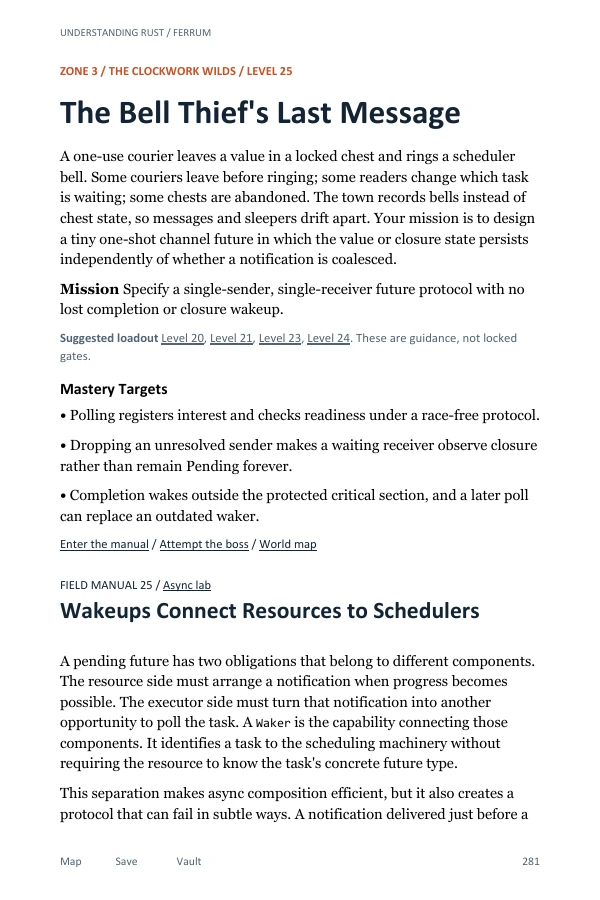 UNDERSTANDING RUST / FERRUM
ZONE 3 / THE CLOCKWORK WILDS / LEVEL 25
The Bell Thief's Last Message
A one-use courier leaves a value in a locked chest and rings a scheduler
bell. Some couriers leave before ringing; some readers change which task
is waiting; some chests are abandoned. The town records bells instead of
chest state, so messages and sleepers drift apart. Your mission is to design
a tiny one-shot channel future in which the value or closure state persists
independently of whether a notification is coalesced.
Mission Specify a single-sender, single-receiver future protocol with no
lost completion or closure wakeup.
Suggested loadout Level 20, Level 21, Level 23, Level 24. These are guidance, not locked
gates.
Mastery Targets
• Polling registers interest and checks readiness under a race-free protocol.
• Dropping an unresolved sender makes a waiting receiver observe closure
rather than remain Pending forever.
• Completion wakes outside the protected critical section, and a later poll
can replace an outdated waker.
Enter the manual / Attempt the boss / World map
FIELD MANUAL 25 / Async lab
Wakeups Connect Resources to Schedulers
A pending future has two obligations that belong to different components.
The resource side must arrange a notification when progress becomes
possible. The executor side must turn that notification into another
opportunity to poll the task. A Waker is the capability connecting those
components. It identifies a task to the scheduling machinery without
requiring the resource to know the task's concrete future type.
This separation makes async composition efficient, but it also creates a
protocol that can fail in subtle ways. A notification delivered just before a
Map Save Vault 281